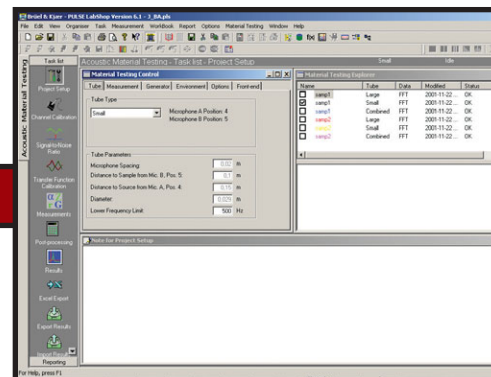 Brüel & Kjær - PULSE LabShop Version 6.1 - 3_BA.pls
File Edit View Organiser Task Measurement WorkBook Report Options Material Testing Window Help
Task list
Acoustic Material Testing - Task list - Project Setup
Small
Idle
Acoustic Material Testing
Project Setup
Channel Calibration
Signal-to-Noise
Ratio
Transfer Function
Calibration
Measurements
Post-processing
Results
Excel Export
Export Results
Import Results
Reporting
Material Testing Control
Tube Measurement Generator Environment Options Front-end
Tube Type
Small
Microphone A Position: 4
Microphone B Position: 5
Tube Parameters
Microphone Spacing: 0,02 m
Distance to Sample from Mic. B, Pos. 5: 0,1 m
Distance to Source from Mic. A, Pos. 4: 0,15 m
Diameter: 0,029 m
Lower Frequency Limit: 500 Hz
Material Testing Explorer
Name Tube Data Modified Status
samp1 Large FFT 2001-11-22... OK
samp1 Small FFT 2001-11-22... OK
samp1 Combined FFT 2001-11-22... OK
samp2 Large FFT 2001-11-22... OK
samp2 Small FFT 2001-11-22... OK
samp2 Combined FFT 2001-11-22... OK
Note for Project Setup
For Help, press F1